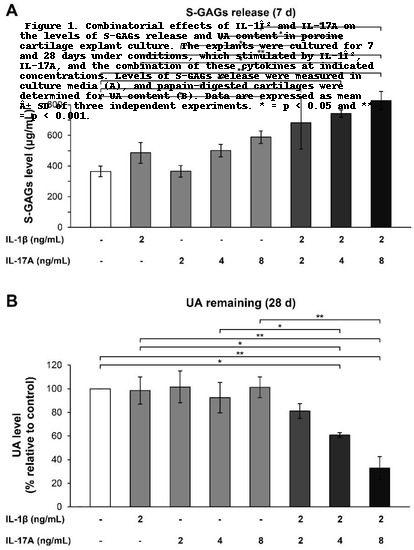 A
S-GAGs release (7 d)
Figure 1. Combinatorial effects of IL-1î² and IL-17A on
the levels of S-GAGs release and UA content in porcine
cartilage explant culture. The explants were cultured for 7
and 28 days under conditions, which stimulated by IL-1î²,
IL-17A, and the combination of these cytokines at indicated
concentrations. Levels of S-GAGs release were measured in
culture media (A), and papain-digested cartilages were
determined for UA content (B). Data are expressed as mean
â± SD of three independent experiments. * = p < 0.05 and **
= p < 0.001.
S-GAGs level (µg/mL)
800
600
400
200
0
IL-1β (ng/mL) - 2 - - - 2 2 2
IL-17A (ng/mL) - - 2 4 8 2 4 8
B
UA remaining (28 d)
**
*
**
*
**
*
UA level
(% relative to control)
120
100
80
60
40
20
0
IL-1β (ng/mL) - 2 - - - 2 2 2
IL-17A (ng/mL) - - 2 4 8 2 4 8